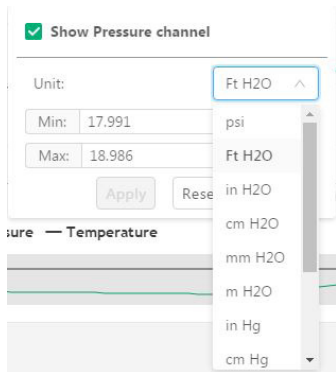 Show Pressure channel
Unit: Ft H2O
Min: 17.991 psi
Max: 18.986 Ft H2O
Apply Rese in H2O
cm H2O
sure — Temperature
mm H2O
m H2O
in Hg
cm Hg